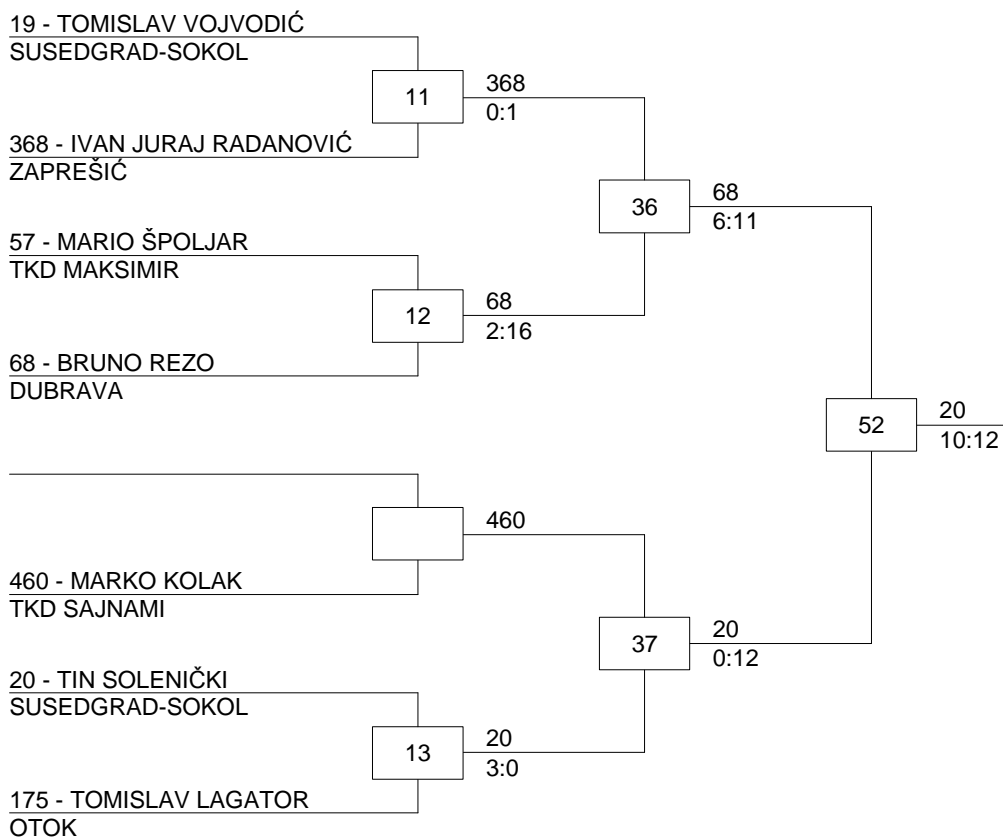 19 - TOMISLAV VOJVODIĆ
SUSEDGRAD-SOKOL
11
368
0:1
368 - IVAN JURAJ RADANOVIĆ
ZAPREŠIĆ
36
68
6:11
57 - MARIO ŠPOLJAR
TKD MAKSIMIR
12
68
2:16
68 - BRUNO REZO
DUBRAVA
52
20
10:12
460
460 - MARKO KOLAK
TKD SAJNAMI
37
20
0:12
20 - TIN SOLENIČKI
SUSEDGRAD-SOKOL
13
20
3:0
175 - TOMISLAV LAGATOR
OTOK